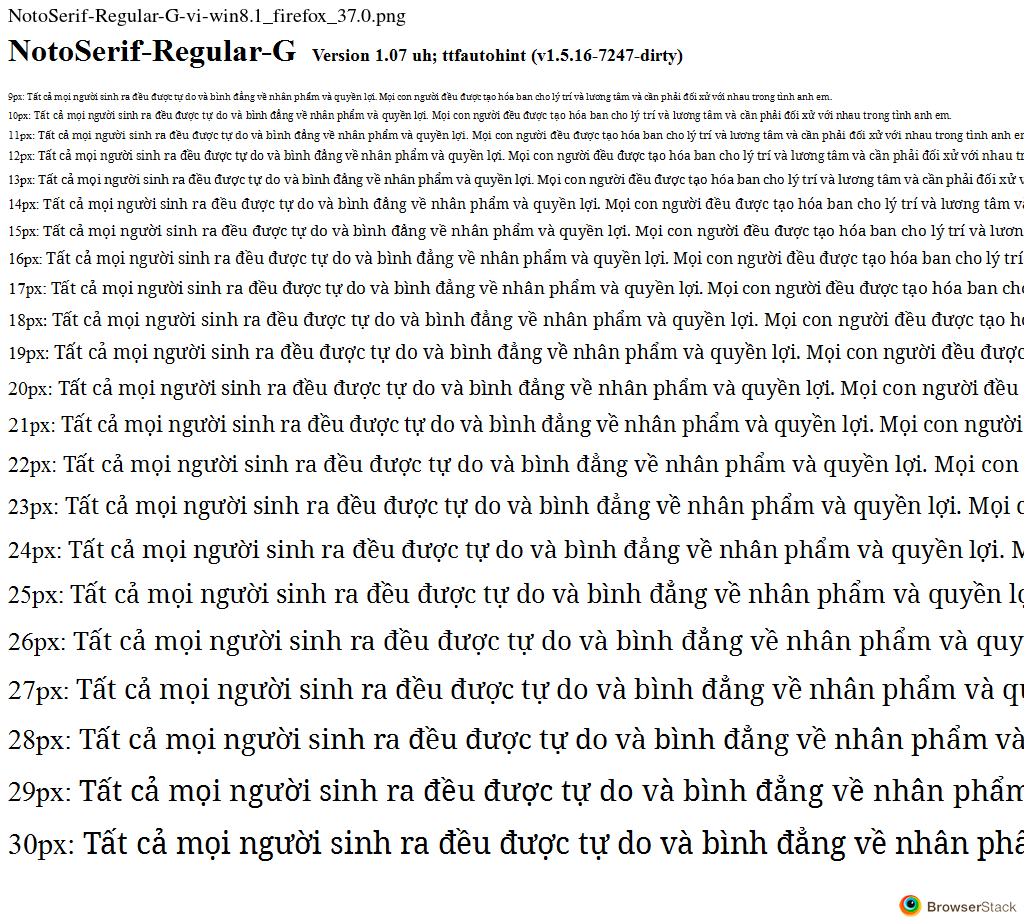 NotoSerif-Regular-G-vi-win8.1_firefox_37.0.png
NotoSerif-Regular-G Version 1.07 uh; ttfautohint (v1.5.16-7247-dirty)
9px: Tất cả mọi người sinh ra đều được tự do và bình đẳng về nhân phẩm và quyền lợi. Mọi con người đều được tạo hóa ban cho lý trí và lương tâm và cần phải đối xử với nhau trong tình anh em.
10px: Tất cả mọi người sinh ra đều được tự do và bình đẳng về nhân phẩm và quyền lợi. Mọi con người đều được tạo hóa ban cho lý trí và lương tâm và cần phải đối xử với nhau trong tình anh em.
11px: Tất cả mọi người sinh ra đều được tự do và bình đẳng về nhân phẩm và quyền lợi. Mọi con người đều được tạo hóa ban cho lý trí và lương tâm và cần phải đối xử với nhau trong tình anh
12px: Tất cả mọi người sinh ra đều được tự do và bình đẳng về nhân phẩm và quyền lợi. Mọi con người đều được tạo hóa ban cho lý trí và lương tâm và cần phải đối xử với nhau
13px: Tất cả mọi người sinh ra đều được tự do và bình đẳng về nhân phẩm và quyền lợi. Mọi con người đều được tạo hóa ban cho lý trí và lương tâm và cần phải đối xử
14px: Tất cả mọi người sinh ra đều được tự do và bình đẳng về nhân phẩm và quyền lợi. Mọi con người đều được tạo hóa ban cho lý trí và lương tâm
15px: Tất cả mọi người sinh ra đều được tự do và bình đẳng về nhân phẩm và quyền lợi. Mọi con người đều được tạo hóa ban cho lý trí và lươn
16px: Tất cả mọi người sinh ra đều được tự do và bình đẳng về nhân phẩm và quyền lợi. Mọi con người đều được tạo hóa ban cho lý trí
17px: Tất cả mọi người sinh ra đều được tự do và bình đẳng về nhân phẩm và quyền lợi. Mọi con người đều được tạo hóa ban
18px: Tất cả mọi người sinh ra đều được tự do và bình đẳng về nhân phẩm và quyền lợi. Mọi con người đều được tạo
19px: Tất cả mọi người sinh ra đều được tự do và bình đẳng về nhân phẩm và quyền lợi. Mọi con người đều được
20px: Tất cả mọi người sinh ra đều được tự do và bình đẳng về nhân phẩm và quyền lợi. Mọi con người đều
21px: Tất cả mọi người sinh ra đều được tự do và bình đẳng về nhân phẩm và quyền lợi. Mọi con người
22px: Tất cả mọi người sinh ra đều được tự do và bình đẳng về nhân phẩm và quyền lợi. Mọi con
23px: Tất cả mọi người sinh ra đều được tự do và bình đẳng về nhân phẩm và quyền lợi. Mọi
24px: Tất cả mọi người sinh ra đều được tự do và bình đẳng về nhân phẩm và quyền lợi.
25px: Tất cả mọi người sinh ra đều được tự do và bình đẳng về nhân phẩm và quyền
26px: Tất cả mọi người sinh ra đều được tự do và bình đẳng về nhân phẩm và quy
27px: Tất cả mọi người sinh ra đều được tự do và bình đẳng về nhân phẩm và
28px: Tất cả mọi người sinh ra đều được tự do và bình đẳng về nhân phẩm và
29px: Tất cả mọi người sinh ra đều được tự do và bình đẳng về nhân phẩm
30px: Tất cả mọi người sinh ra đều được tự do và bình đẳng về nhân
BrowserStack